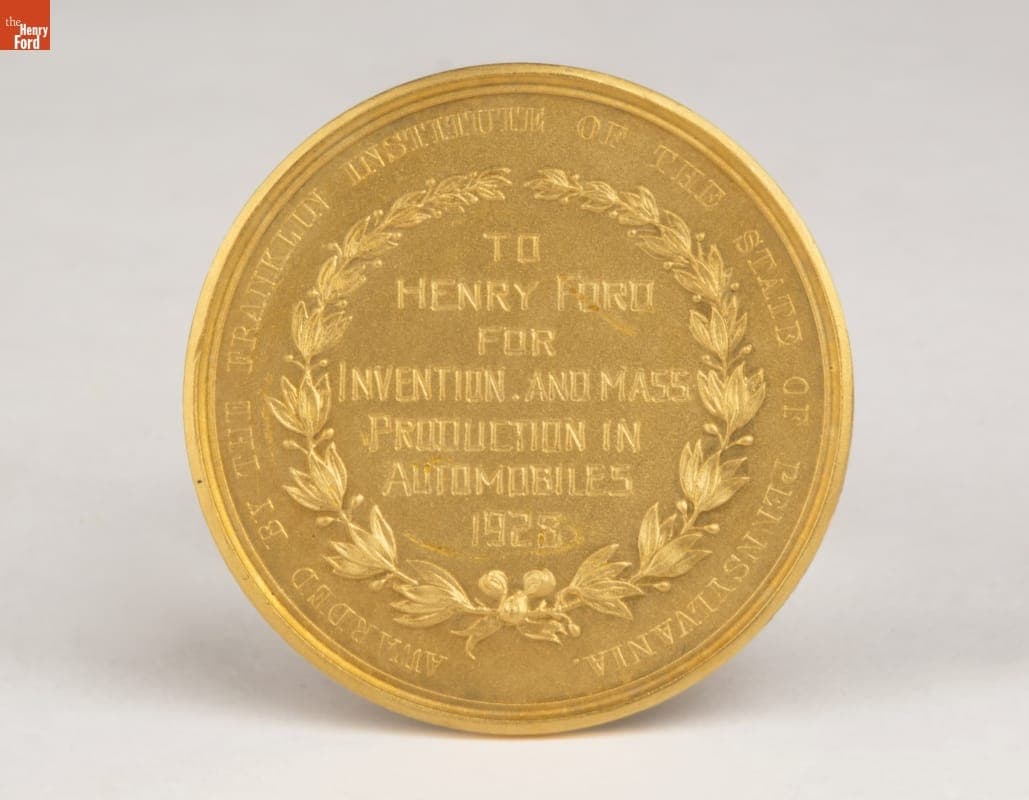 the
Henry
Ford
AWARDED BY THE FRANKLIN INSTITUTE OF THE STATE OF PENNSYLVANIA.
TO
HENRY FORD
FOR
INVENTION. AND MASS
PRODUCTION IN
AUTOMOBILES
1928